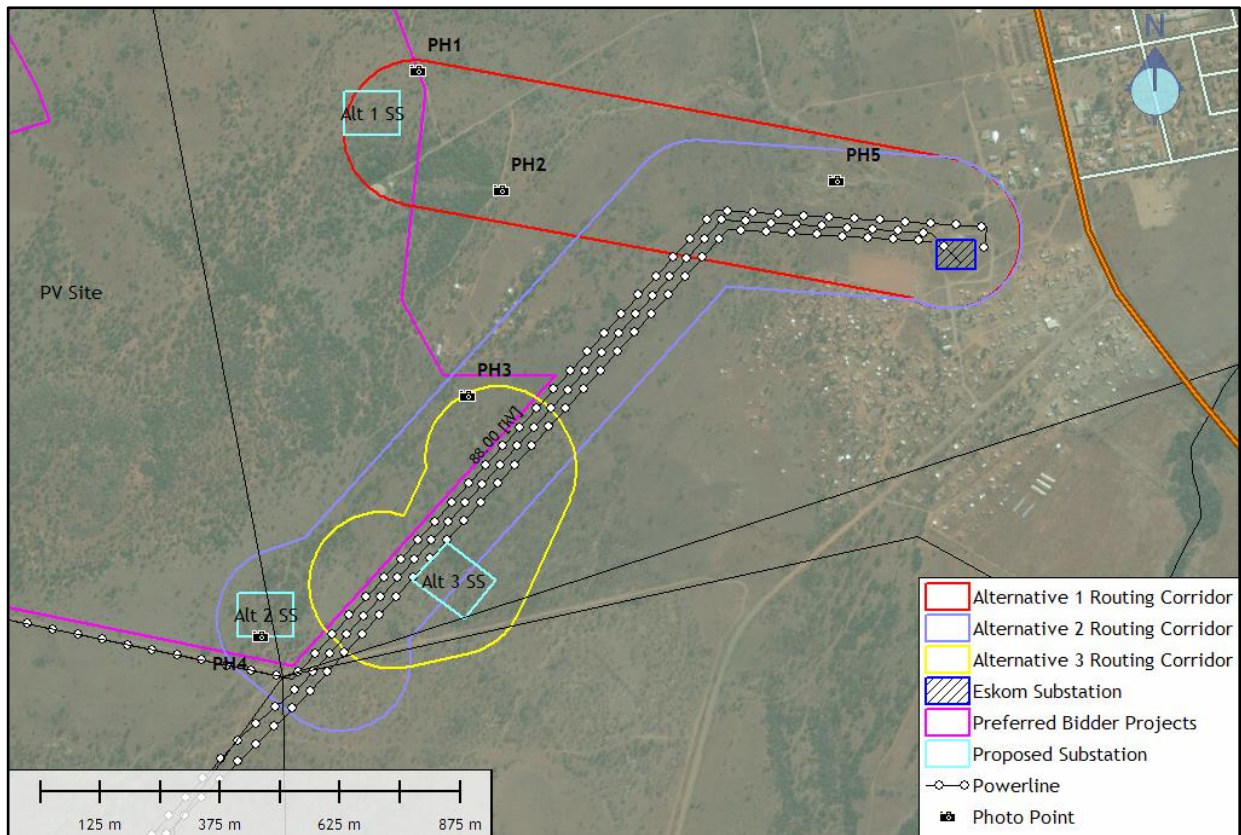 N
PH1
Alt 1 SS
PH2
PH5
PV Site
PH3
88.00 [kV]
Alt 3 SS
Alt 2 SS
PH4
Alternative 1 Routing Corridor
Alternative 2 Routing Corridor
Alternative 3 Routing Corridor
Eskom Substation
Preferred Bidder Projects
Proposed Substation
Powerline
Photo Point
125 m 375 m 625 m 875 m